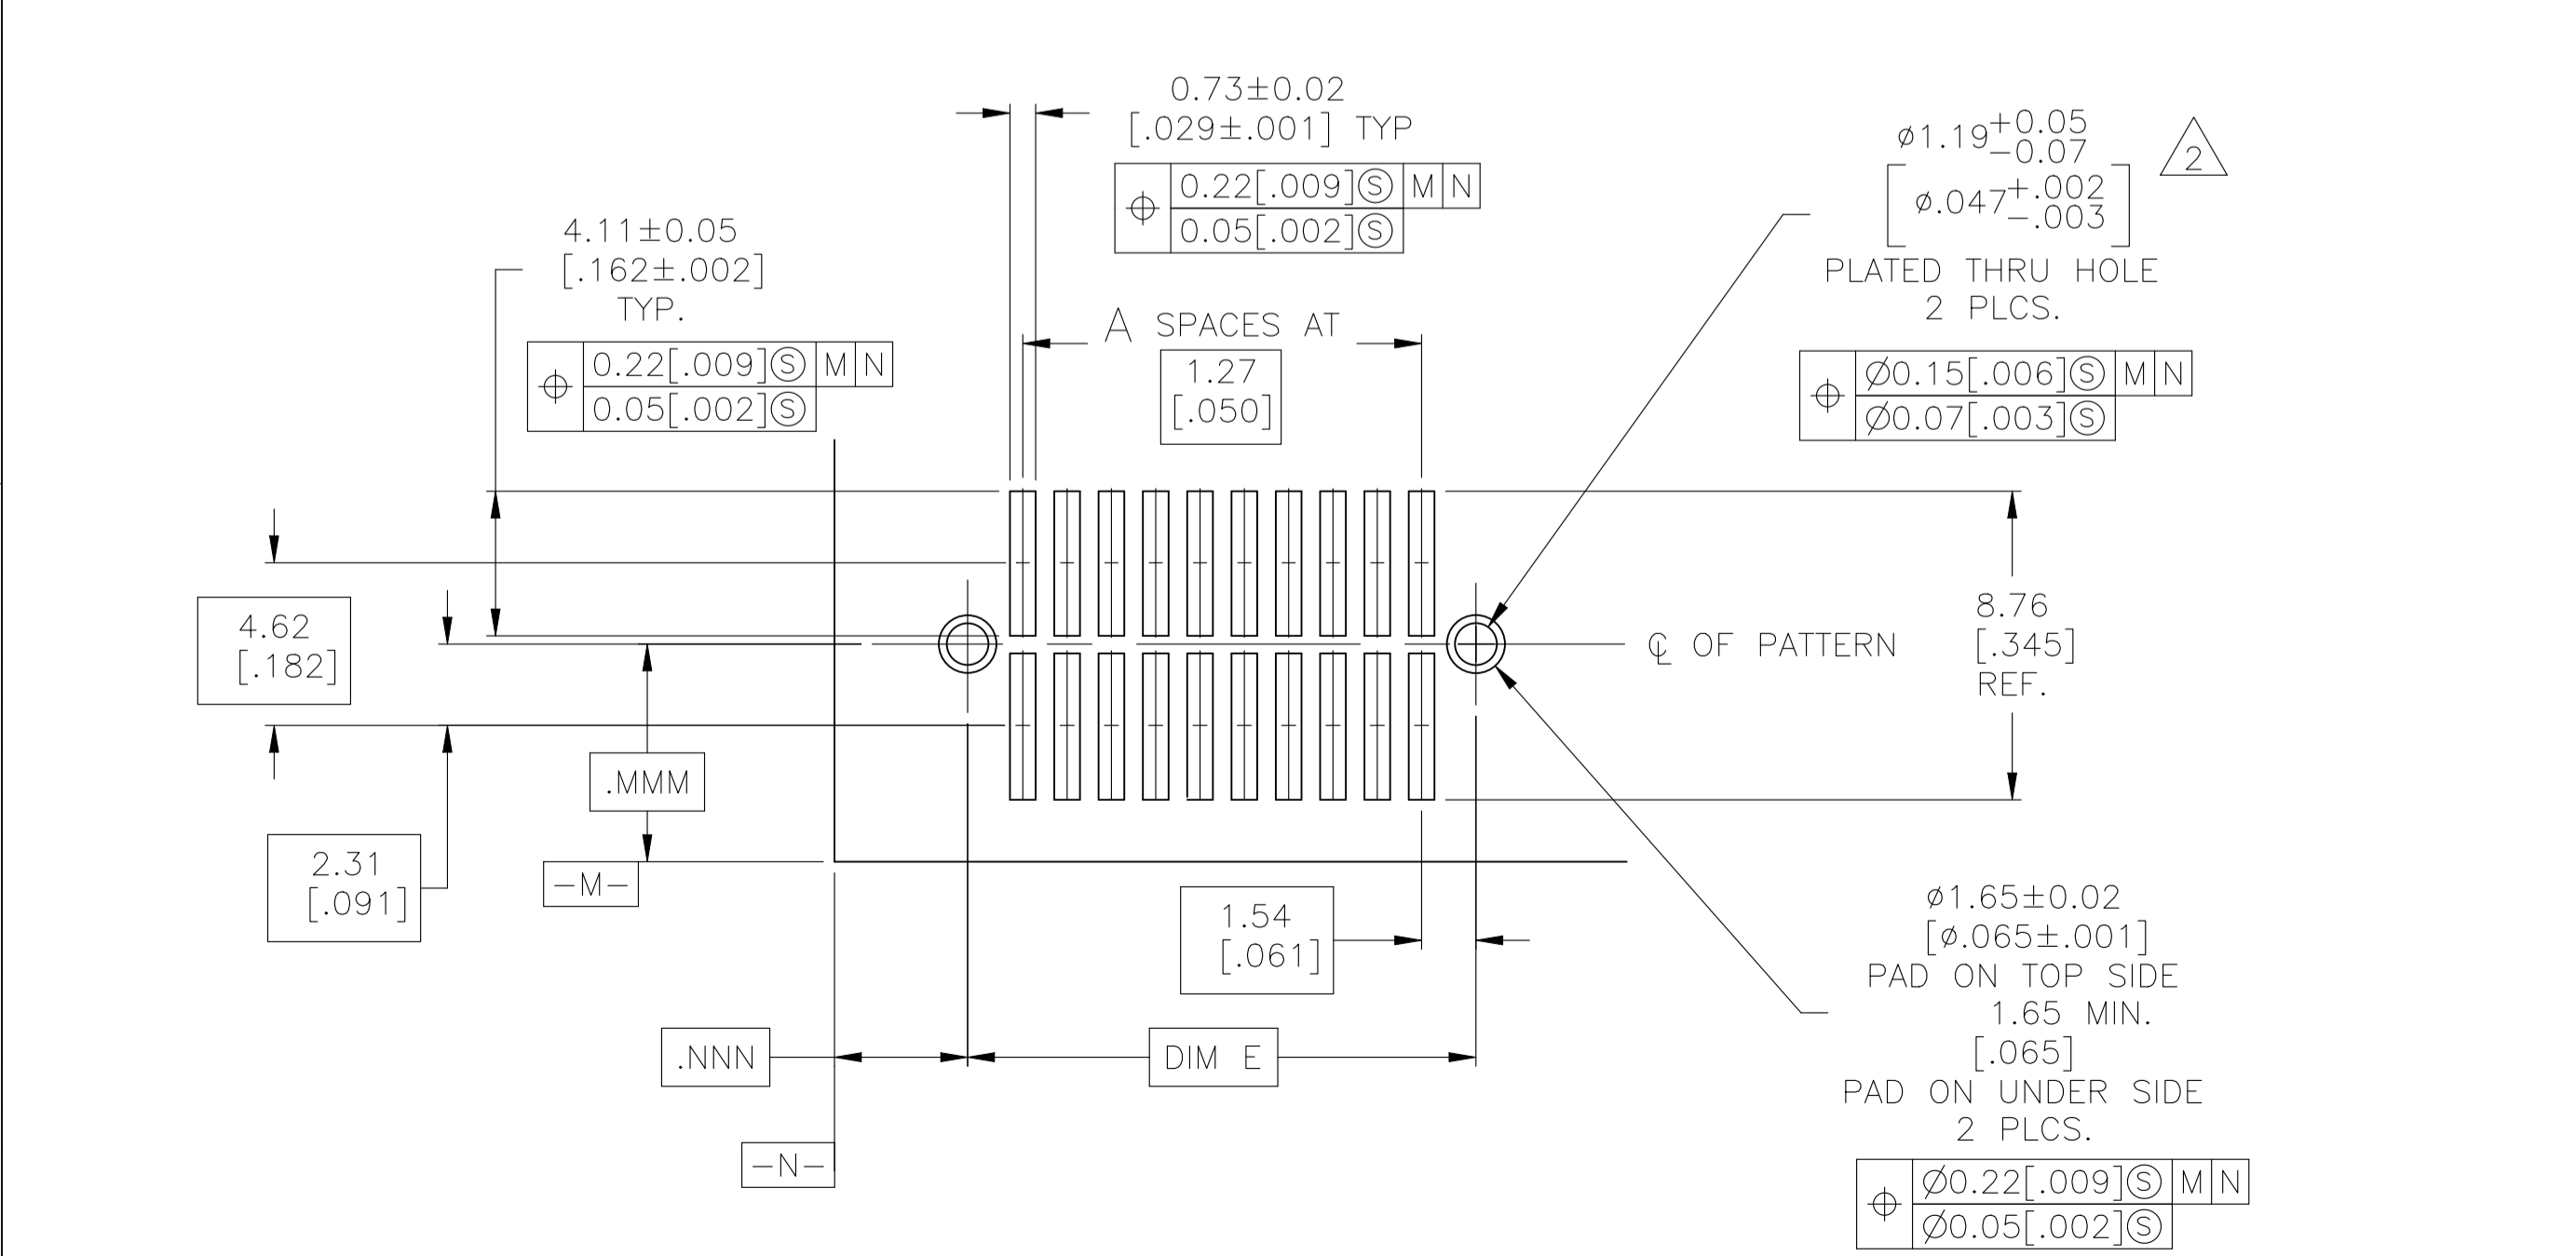 0.73±0.02
[.029±.001] TYP
0.22[.009]Ⓢ M N
0.05[.002]Ⓢ
4.11±0.05
[.162±.002]
TYP.
0.22[.009]Ⓢ M N
0.05[.002]Ⓢ
A SPACES AT
1.27
[.050]
ø1.19+0.05
-0.07
2
[ø.047+.002
-.003]
PLATED THRU HOLE
2 PLCS.
Ø0.15[.006]Ⓢ M N
Ø0.07[.003]Ⓢ
4.62
[.182]
℄ OF PATTERN
8.76
[.345]
REF.
.MMM
2.31
[.091]
-M-
1.54
[.061]
.NNN
DIM E
-N-
ø1.65±0.02
[ø.065±.001]
PAD ON TOP SIDE
1.65 MIN.
[.065]
PAD ON UNDER SIDE
2 PLCS.
Ø0.22[.009]Ⓢ M N
Ø0.05[.002]Ⓢ